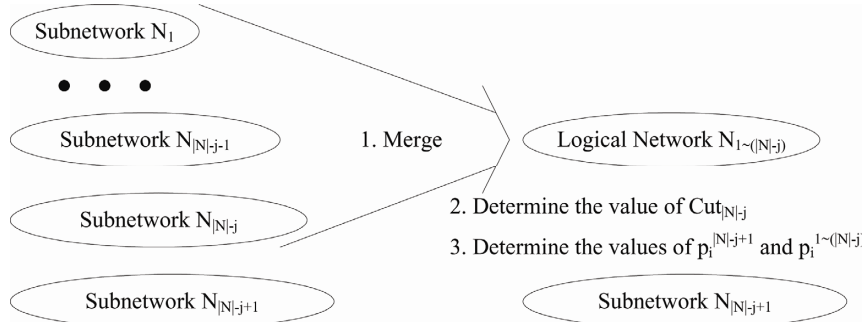 Subnetwork N₁
• • •
Subnetwork N|N|-j-1
1. Merge
Logical Network N1~(|N|-j)
Subnetwork N|N|-j
2. Determine the value of Cut|N|-j
3. Determine the values of pᵢ|N|-j+1 and pᵢ1~(|N|-j)
Subnetwork N|N|-j+1
Subnetwork N|N|-j+1